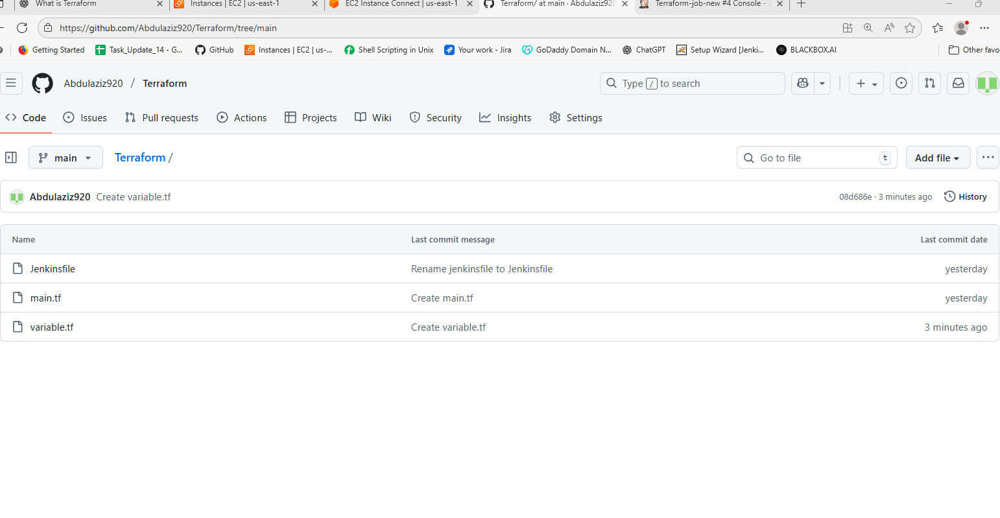 What is Terraform
Instances | EC2 | us-east-1
EC2 Instance Connect | us-east-1
Terraform/ at main · Abdulaziz920
Terraform-job-new #4 Console - J
https://github.com/Abdulaziz920/Terraform/tree/main
Getting Started
Task_Update_14 - G...
GitHub
Instances | EC2 | us-...
Shell Scripting in Unix
Your work - Jira
GoDaddy Domain N...
ChatGPT
Setup Wizard [Jenki...
BLACKBOX.AI
Other favo
Abdulaziz920 / Terraform
Type / to search
Code
Issues
Pull requests
Actions
Projects
Wiki
Security
Insights
Settings
main
Terraform /
Go to file
t
Add file
Abdulaziz920 Create variable.tf
08d686e · 3 minutes ago
History
Name Last commit message Last commit date
Jenkinsfile Rename jenkinsfile to Jenkinsfile yesterday
main.tf Create main.tf yesterday
variable.tf Create variable.tf 3 minutes ago